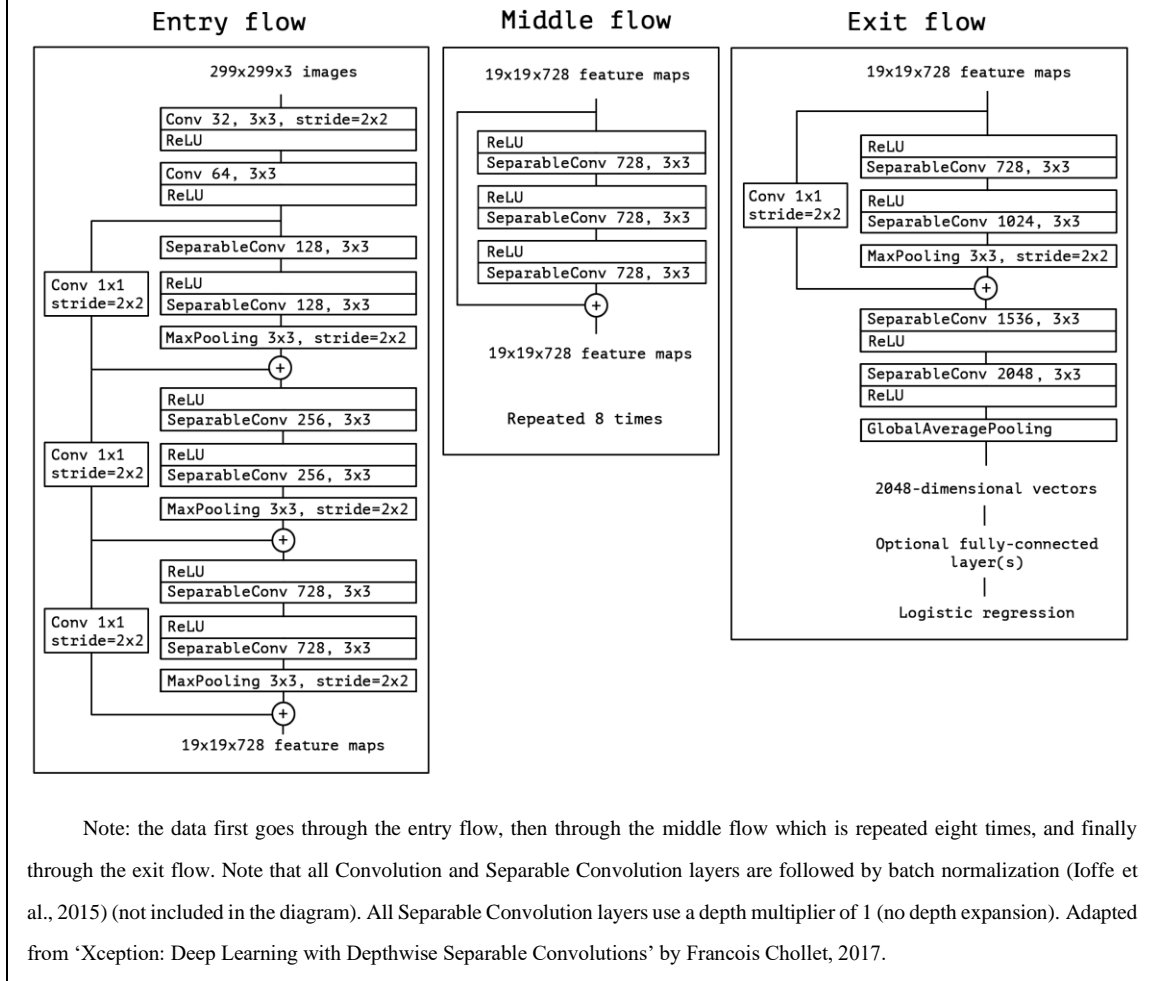 Entry flow
299x299x3 images
Conv 32, 3x3, stride=2x2
ReLU
Conv 64, 3x3
ReLU
SeparableConv 128, 3x3
Conv 1x1
stride=2x2
ReLU
SeparableConv 128, 3x3
MaxPooling 3x3, stride=2x2
+
ReLU
SeparableConv 256, 3x3
Conv 1x1
stride=2x2
ReLU
SeparableConv 256, 3x3
MaxPooling 3x3, stride=2x2
+
ReLU
SeparableConv 728, 3x3
Conv 1x1
stride=2x2
ReLU
SeparableConv 728, 3x3
MaxPooling 3x3, stride=2x2
+
19x19x728 feature maps
Middle flow
19x19x728 feature maps
ReLU
SeparableConv 728, 3x3
ReLU
SeparableConv 728, 3x3
ReLU
SeparableConv 728, 3x3
+
19x19x728 feature maps
Repeated 8 times
Exit flow
19x19x728 feature maps
ReLU
SeparableConv 728, 3x3
Conv 1x1
stride=2x2
ReLU
SeparableConv 1024, 3x3
MaxPooling 3x3, stride=2x2
+
SeparableConv 1536, 3x3
ReLU
SeparableConv 2048, 3x3
ReLU
GlobalAveragePooling
2048-dimensional vectors
Optional fully-connected
layer(s)
Logistic regression
Note: the data first goes through the entry flow, then through the middle flow which is repeated eight times, and finally
through the exit flow. Note that all Convolution and Separable Convolution layers are followed by batch normalization (Ioffe et
al., 2015) (not included in the diagram). All Separable Convolution layers use a depth multiplier of 1 (no depth expansion). Adapted
from ‘Xception: Deep Learning with Depthwise Separable Convolutions’ by Francois Chollet, 2017.